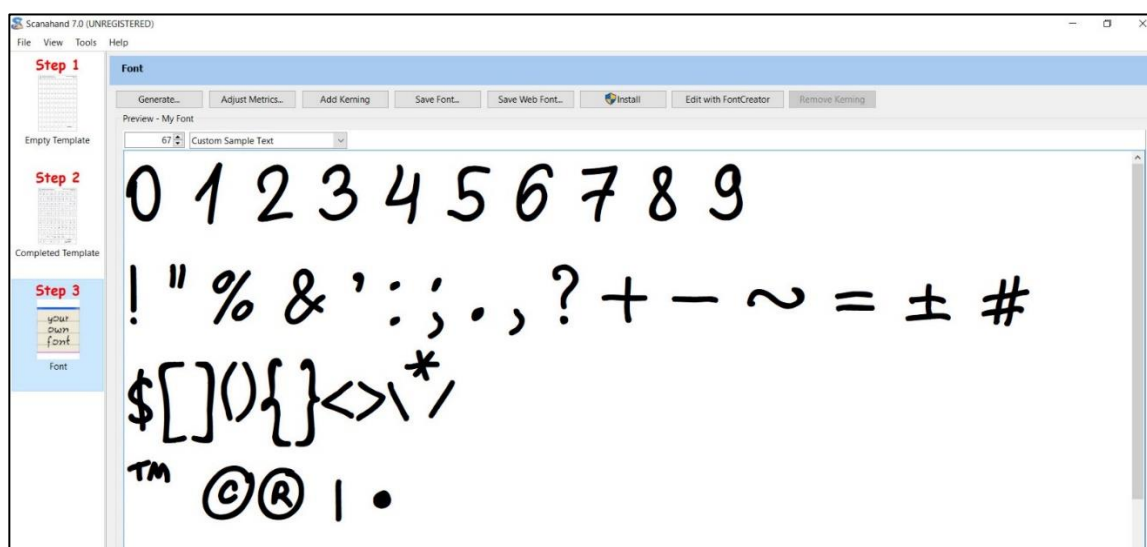 Scanahand 7.0 (UNREGISTERED)
File View Tools Help
Step 1
Empty Template
Step 2
Completed Template
Step 3
your
own
font
Font
Font
Generate... Adjust Metrics... Add Kerning Save Font... Save Web Font... Install Edit with FontCreator Remove Kerning
Preview - My Font
67 Custom Sample Text
0 1 2 3 4 5 6 7 8 9
! " % & ' : ; . , ? + - ~ = ± #
$[](){}<>\*/
™ ©® | •